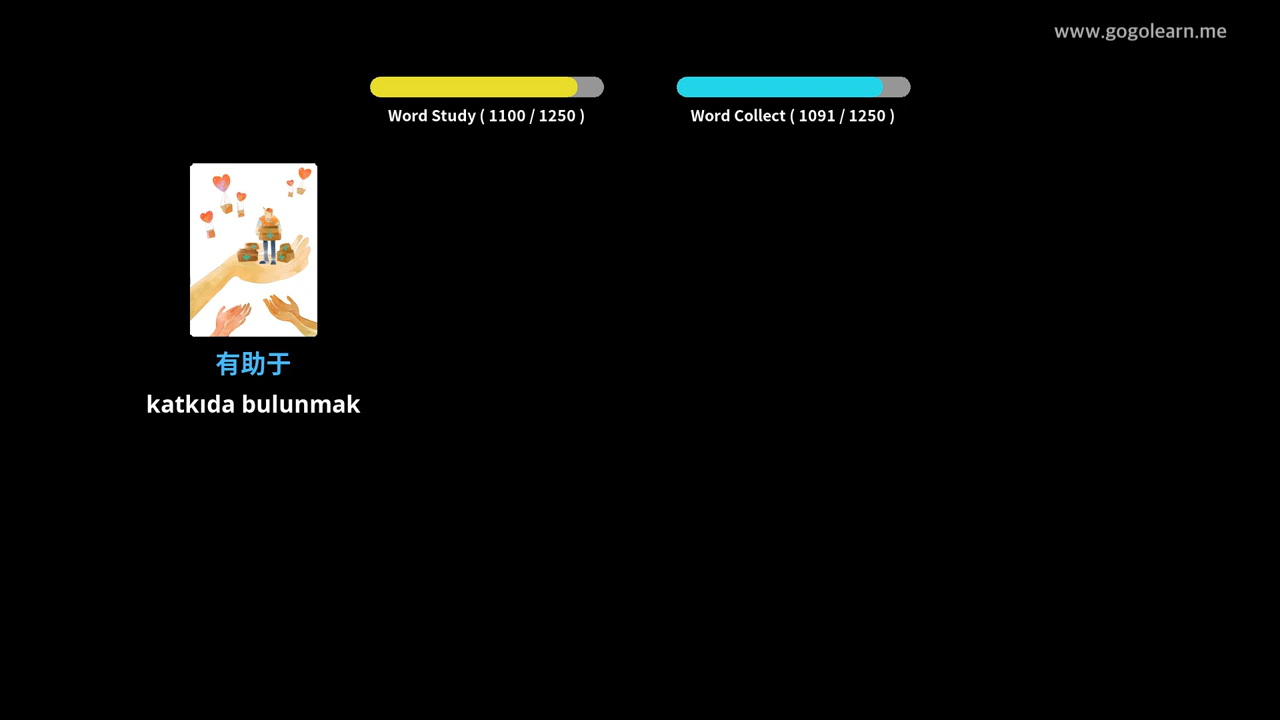 www.gogolearn.me
Word Study ( 1100 / 1250 )
Word Collect ( 1091 / 1250 )
有助于
katkıda bulunmak